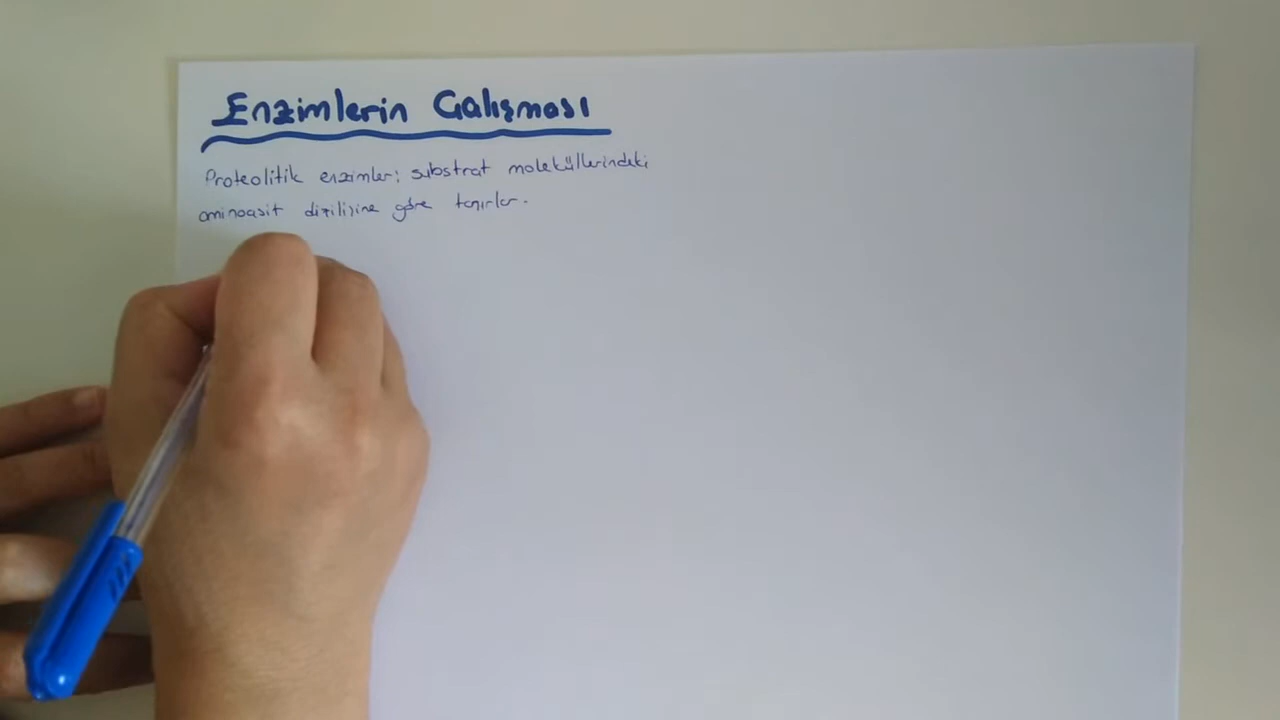 Enzimlerin Çalışması
Proteolitik enzimler; substrat moleküllerindeki
aminoasit dizilişine göre tanırlar.